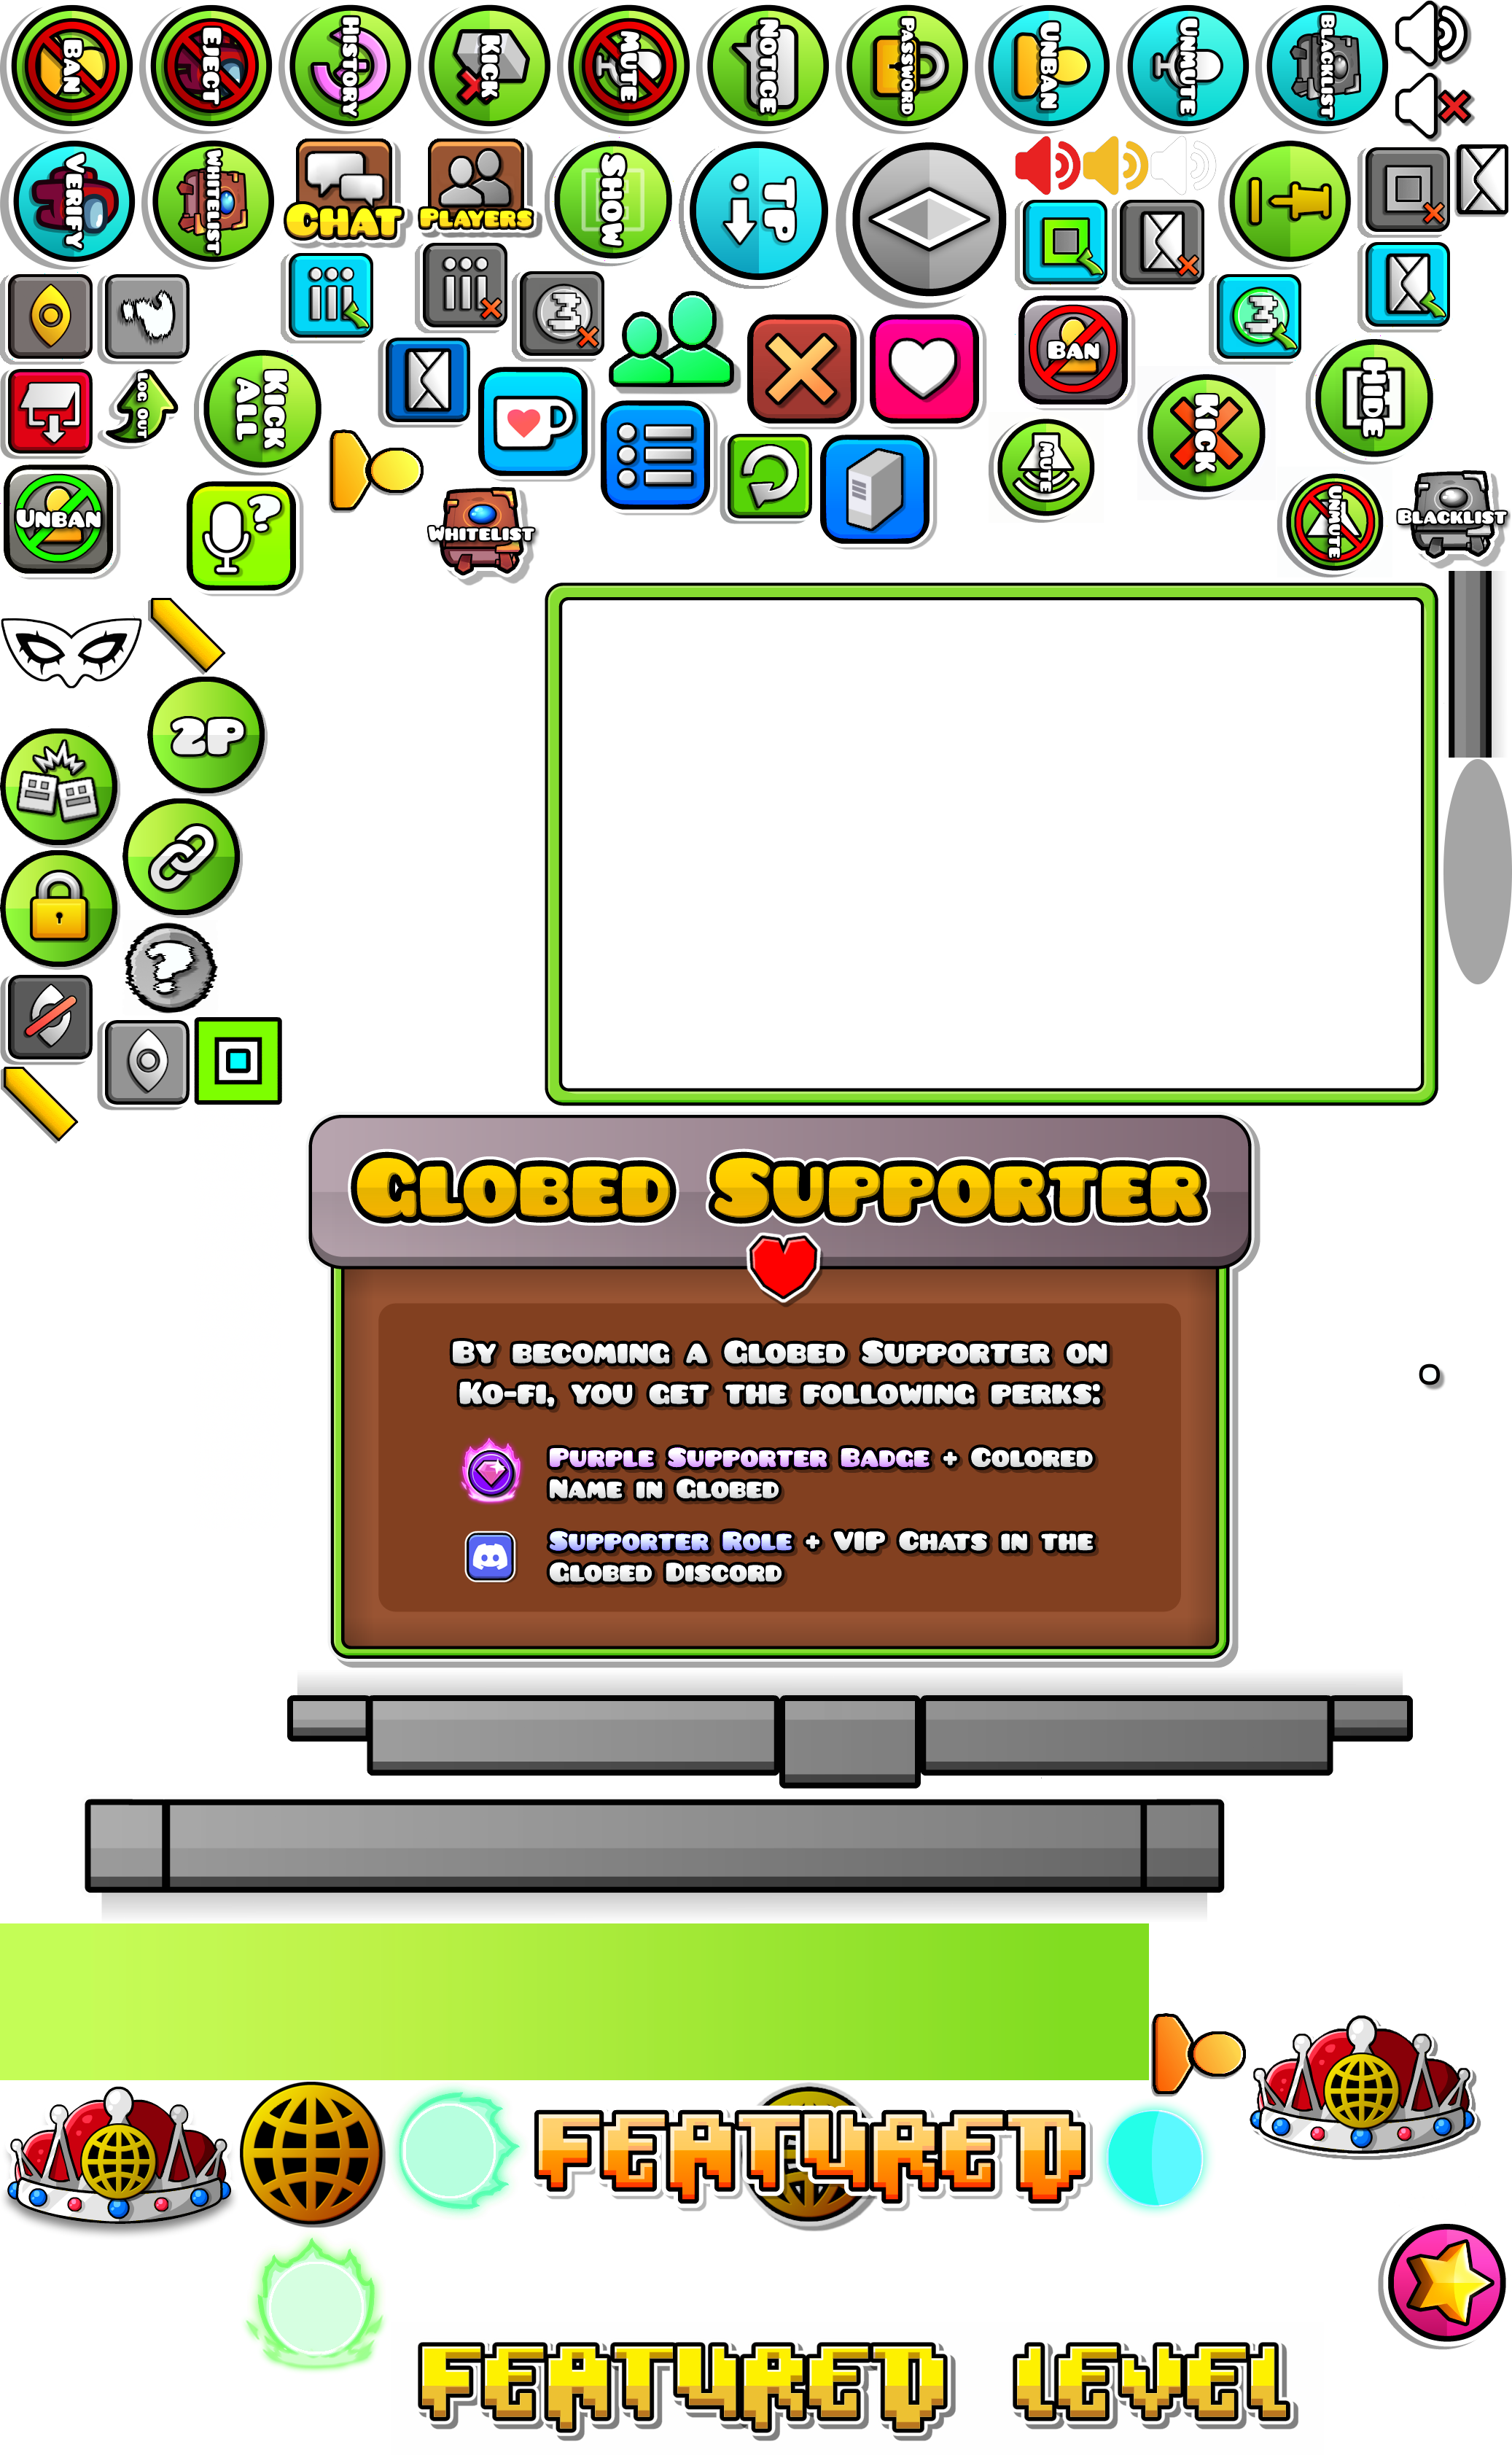 BAN
EJECT
HISTORY
KICK
MUTE
NOTICE
PASSWORD
UNBAN
UNMUTE
BLACKLIST
VERIFY
WHITELIST
CHAT
PLAYERS
SHOW
TP
M
M
BAN
LOG OUT
KICK
ALL
KICK
HIDE
MUTE
UNBAN
?
WHITELIST
UNMUTE
BLACKLIST
2P
?
GLOBED SUPPORTER
BY BECOMING A GLOBED SUPPORTER ON
KO-FI, YOU GET THE FOLLOWING PERKS:
PURPLE SUPPORTER BADGE + COLORED
NAME IN GLOBED
SUPPORTER ROLE + VIP CHATS IN THE
GLOBED DISCORD
FEATURED
FEATURED LEVEL